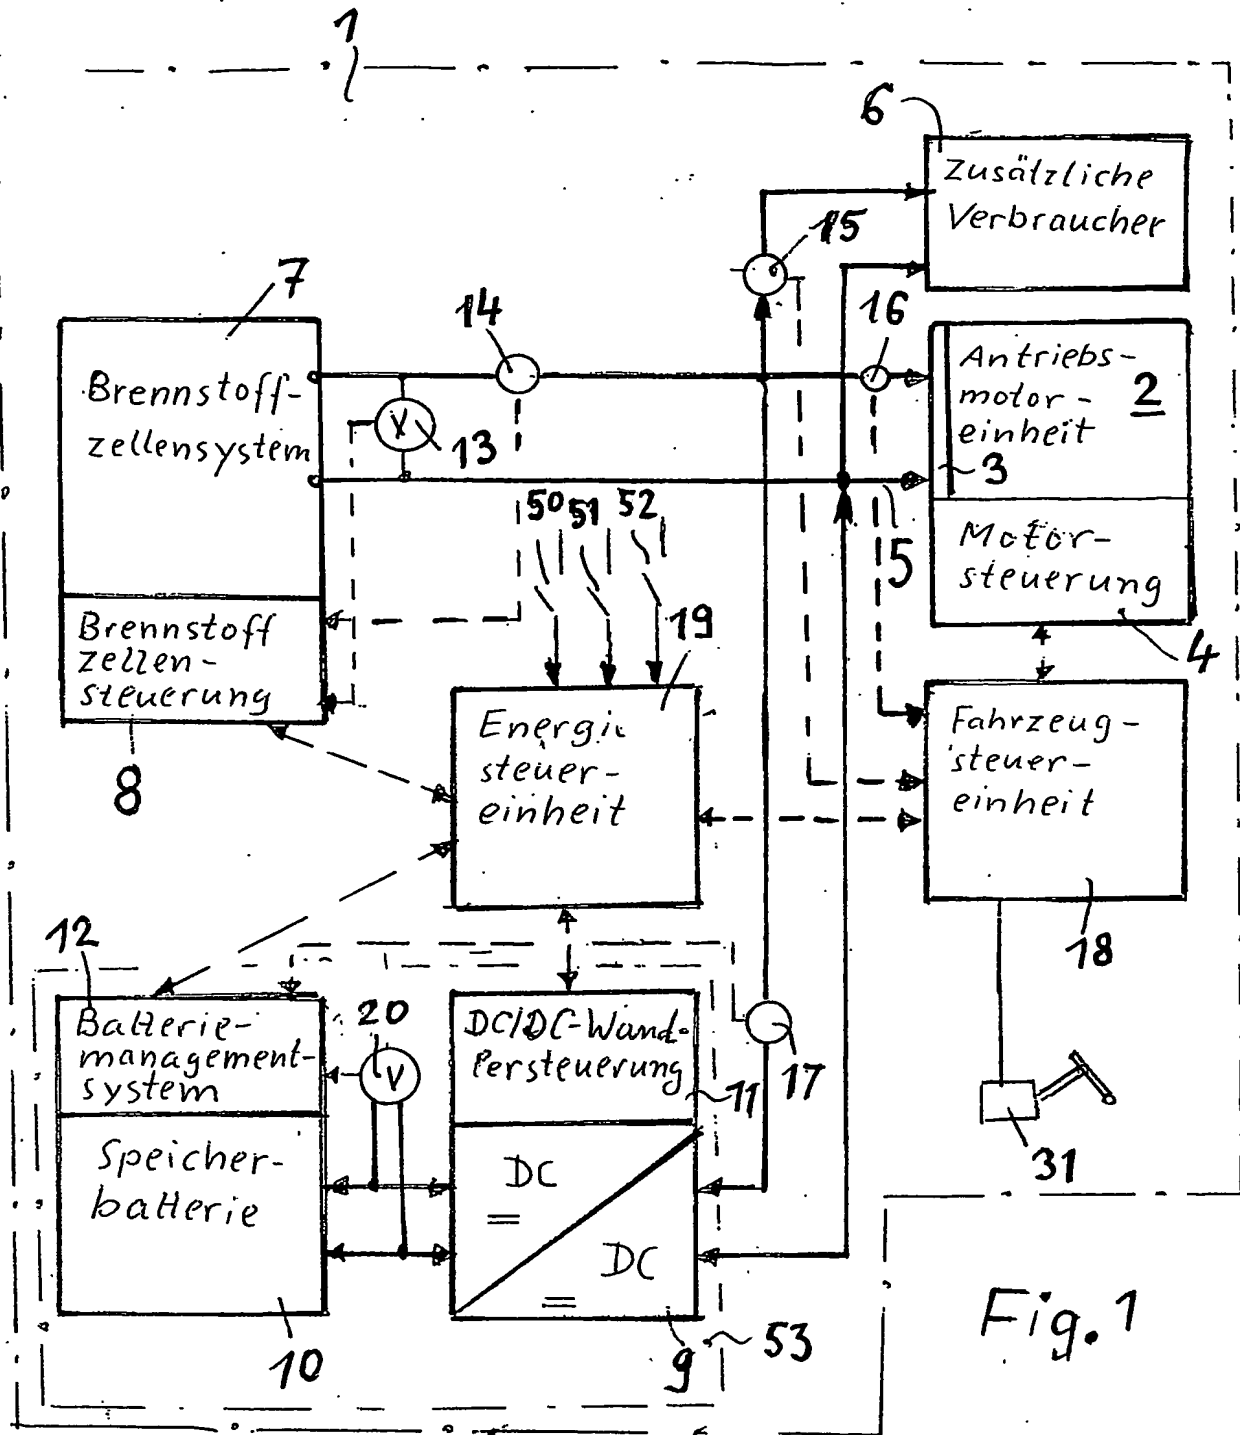 1
6
Zusätzliche
Verbraucher
15
7
14
16
Brennstoff-
zellensystem
V
13
Antriebs-
motor-
einheit
2
3
50
51
52
5
Motor-
steuerung
4
Brennstoff
zellen-
steuerung
8
19
Energie
steuer-
einheit
Fahrzeug-
steuer-
einheit
18
12
Batterie-
management-
system
20
V
DC/DC-Wand-
lersteuerung
11
17
31
Speicher-
batterie
10
DC
=
DC
=
9
53
Fig. 1